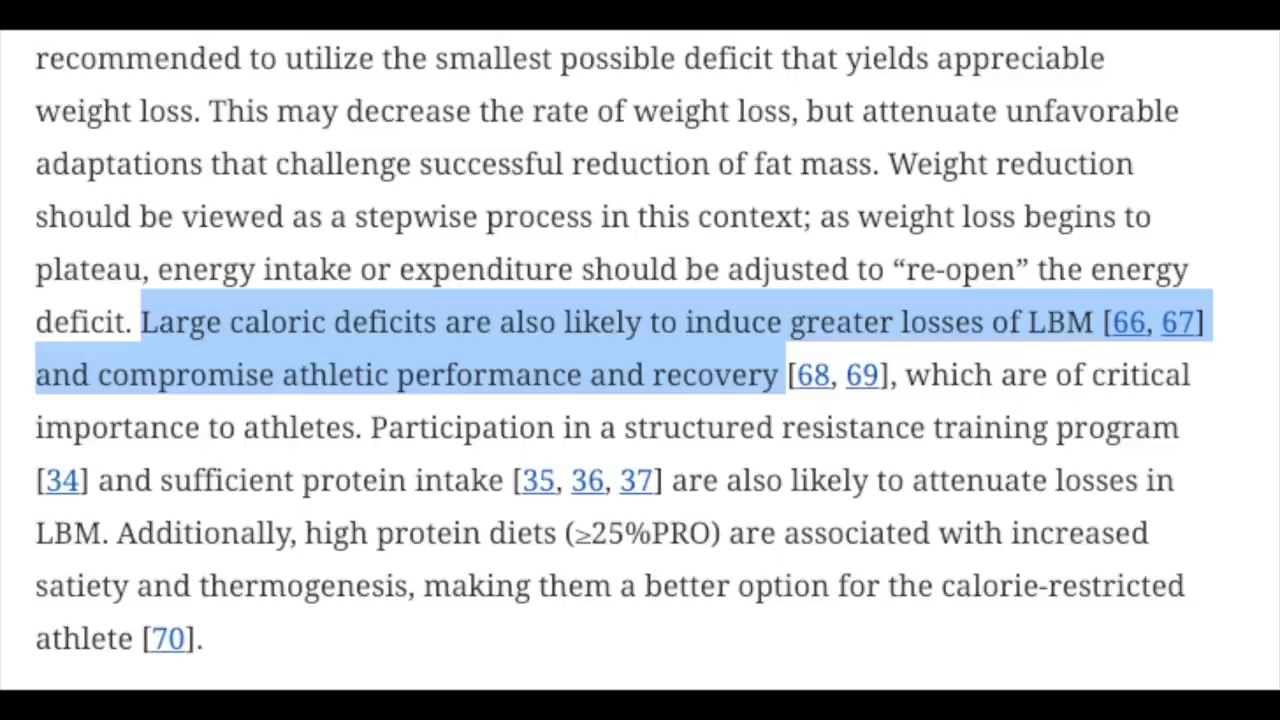 recommended to utilize the smallest possible deficit that yields appreciable
weight loss. This may decrease the rate of weight loss, but attenuate unfavorable
adaptations that challenge successful reduction of fat mass. Weight reduction
should be viewed as a stepwise process in this context; as weight loss begins to
plateau, energy intake or expenditure should be adjusted to “re-open” the energy
deficit. Large caloric deficits are also likely to induce greater losses of LBM [66, 67]
and compromise athletic performance and recovery [68, 69], which are of critical
importance to athletes. Participation in a structured resistance training program
[34] and sufficient protein intake [35, 36, 37] are also likely to attenuate losses in
LBM. Additionally, high protein diets (≥25%PRO) are associated with increased
satiety and thermogenesis, making them a better option for the calorie-restricted
athlete [70].